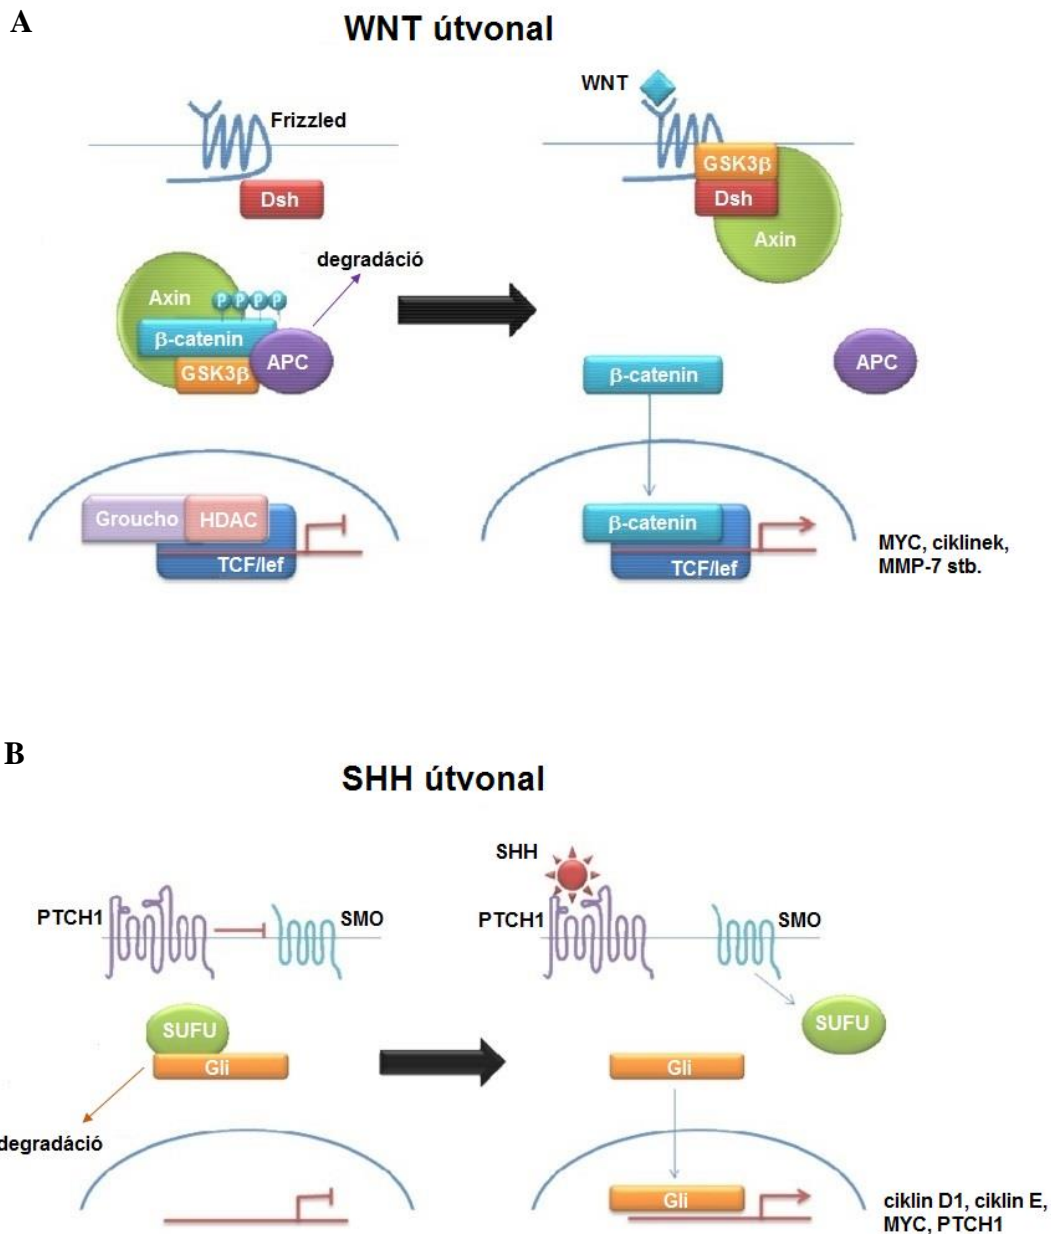 A
WNT útvonal
Frizzled
Dsh
degradáció
Axin
P P P P
β-catenin
APC
GSK3β
Groucho
HDAC
TCF/lef
WNT
GSK3β
Dsh
Axin
β-catenin
APC
β-catenin
TCF/lef
MYC, ciklinek,
MMP-7 stb.
B
SHH útvonal
PTCH1
SMO
SUFU
Gli
degradáció
SHH
PTCH1
SMO
SUFU
Gli
Gli
ciklin D1, ciklin E,
MYC, PTCH1